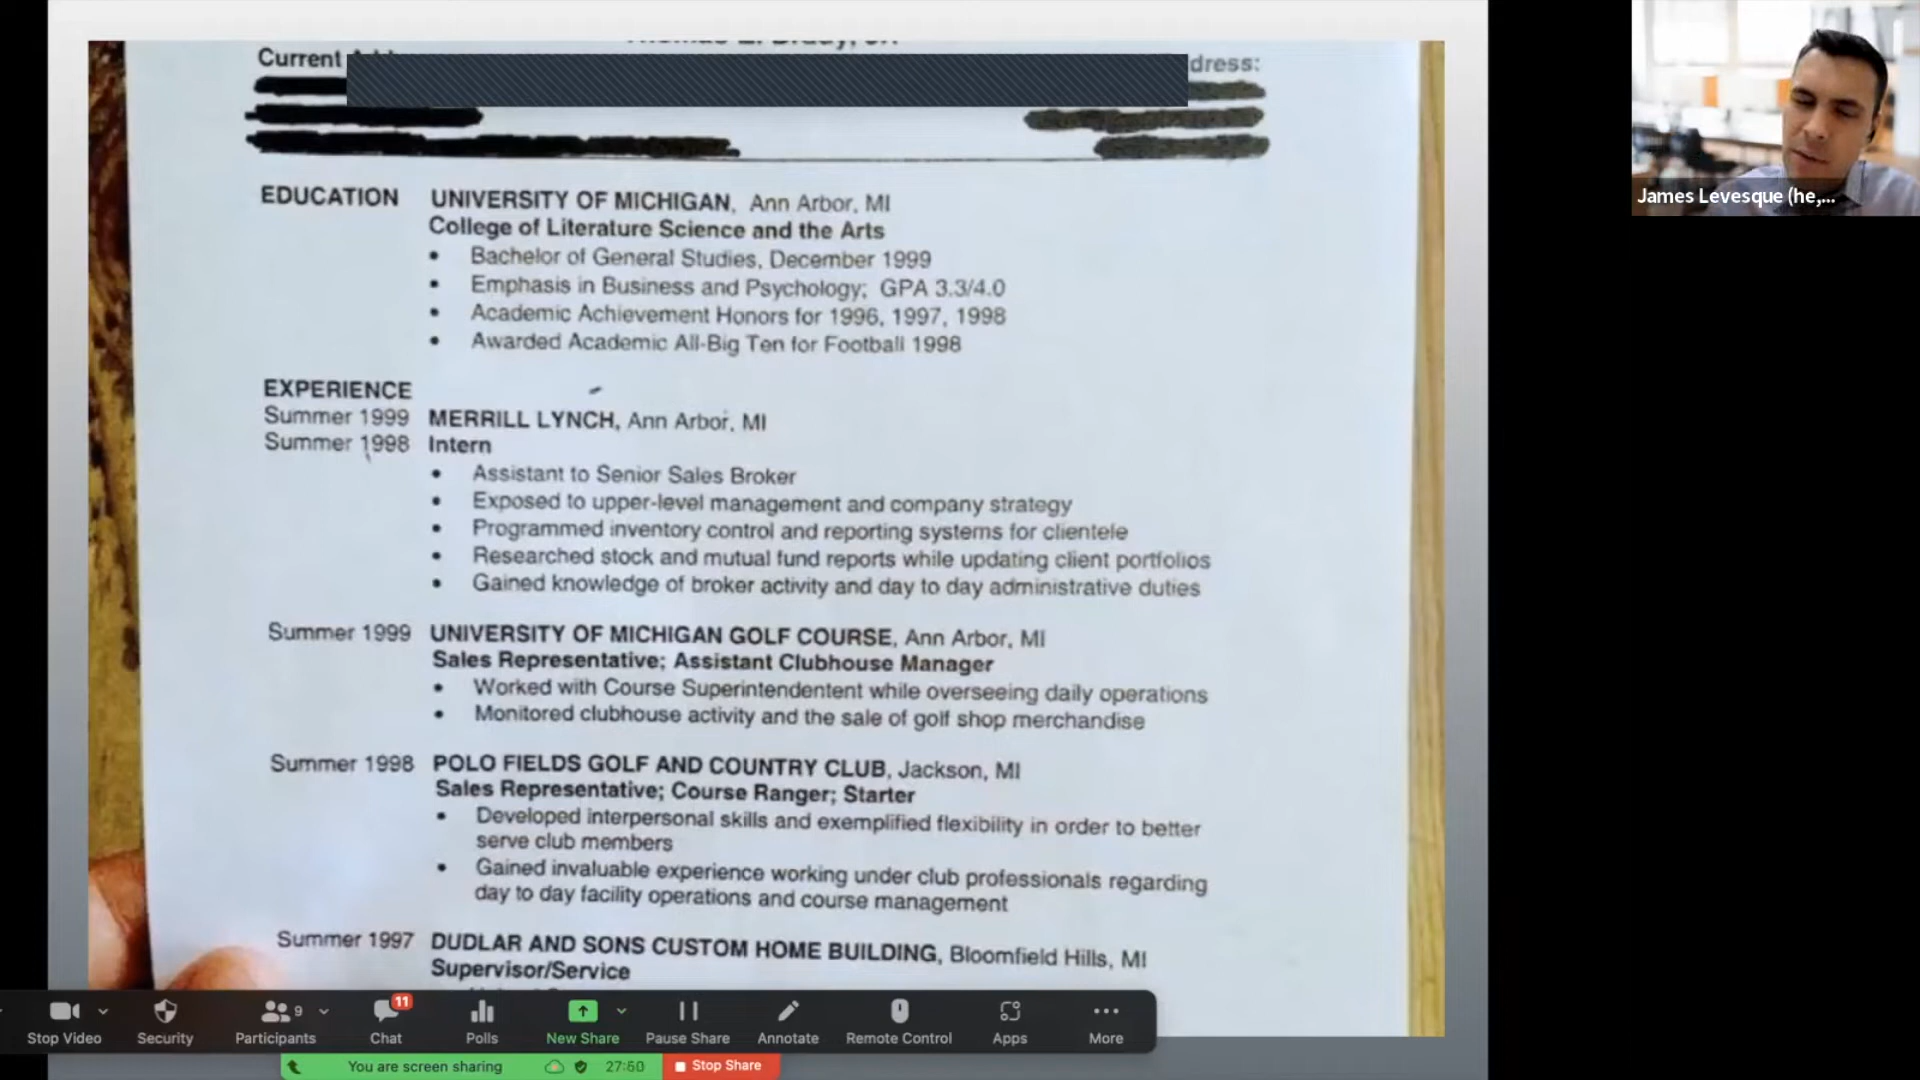 Thomas E. Brady, Jr.
Current
dress:
EDUCATION UNIVERSITY OF MICHIGAN, Ann Arbor, MI
College of Literature Science and the Arts
• Bachelor of General Studies, December 1999
• Emphasis in Business and Psychology; GPA 3.3/4.0
• Academic Achievement Honors for 1996, 1997, 1998
• Awarded Academic All-Big Ten for Football 1998
EXPERIENCE
Summer 1999 MERRILL LYNCH, Ann Arbor, MI
Summer 1998 Intern
• Assistant to Senior Sales Broker
• Exposed to upper-level management and company strategy
• Programmed inventory control and reporting systems for clientele
• Researched stock and mutual fund reports while updating client portfolios
• Gained knowledge of broker activity and day to day administrative duties
Summer 1999 UNIVERSITY OF MICHIGAN GOLF COURSE, Ann Arbor, MI
Sales Representative; Assistant Clubhouse Manager
• Worked with Course Superintendentent while overseeing daily operations
• Monitored clubhouse activity and the sale of golf shop merchandise
Summer 1998 POLO FIELDS GOLF AND COUNTRY CLUB, Jackson, MI
Sales Representative; Course Ranger; Starter
• Developed interpersonal skills and exemplified flexibility in order to better
serve club members
• Gained invaluable experience working under club professionals regarding
day to day facility operations and course management
Summer 1997 DUDLAR AND SONS CUSTOM HOME BUILDING, Bloomfield Hills, MI
Supervisor/Service
James Levesque (he,...
9
11
Stop Video
Security
Participants
Chat
Polls
New Share
Pause Share
Annotate
Remote Control
Apps
More
You are screen sharing
27:50
Stop Share